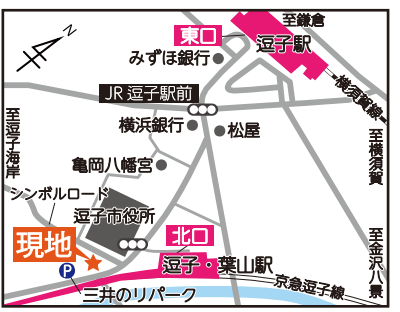 至鎌倉
東口
N
逗子駅
みずほ銀行
JR 逗子駅前
横須賀線
至逗子海岸
横浜銀行
松屋
至横須賀
亀岡八幡宮
シンボルロード
逗子市役所
現地
北口
至金沢八景
逗子・葉山駅
P
京急逗子線
三井のリパーク